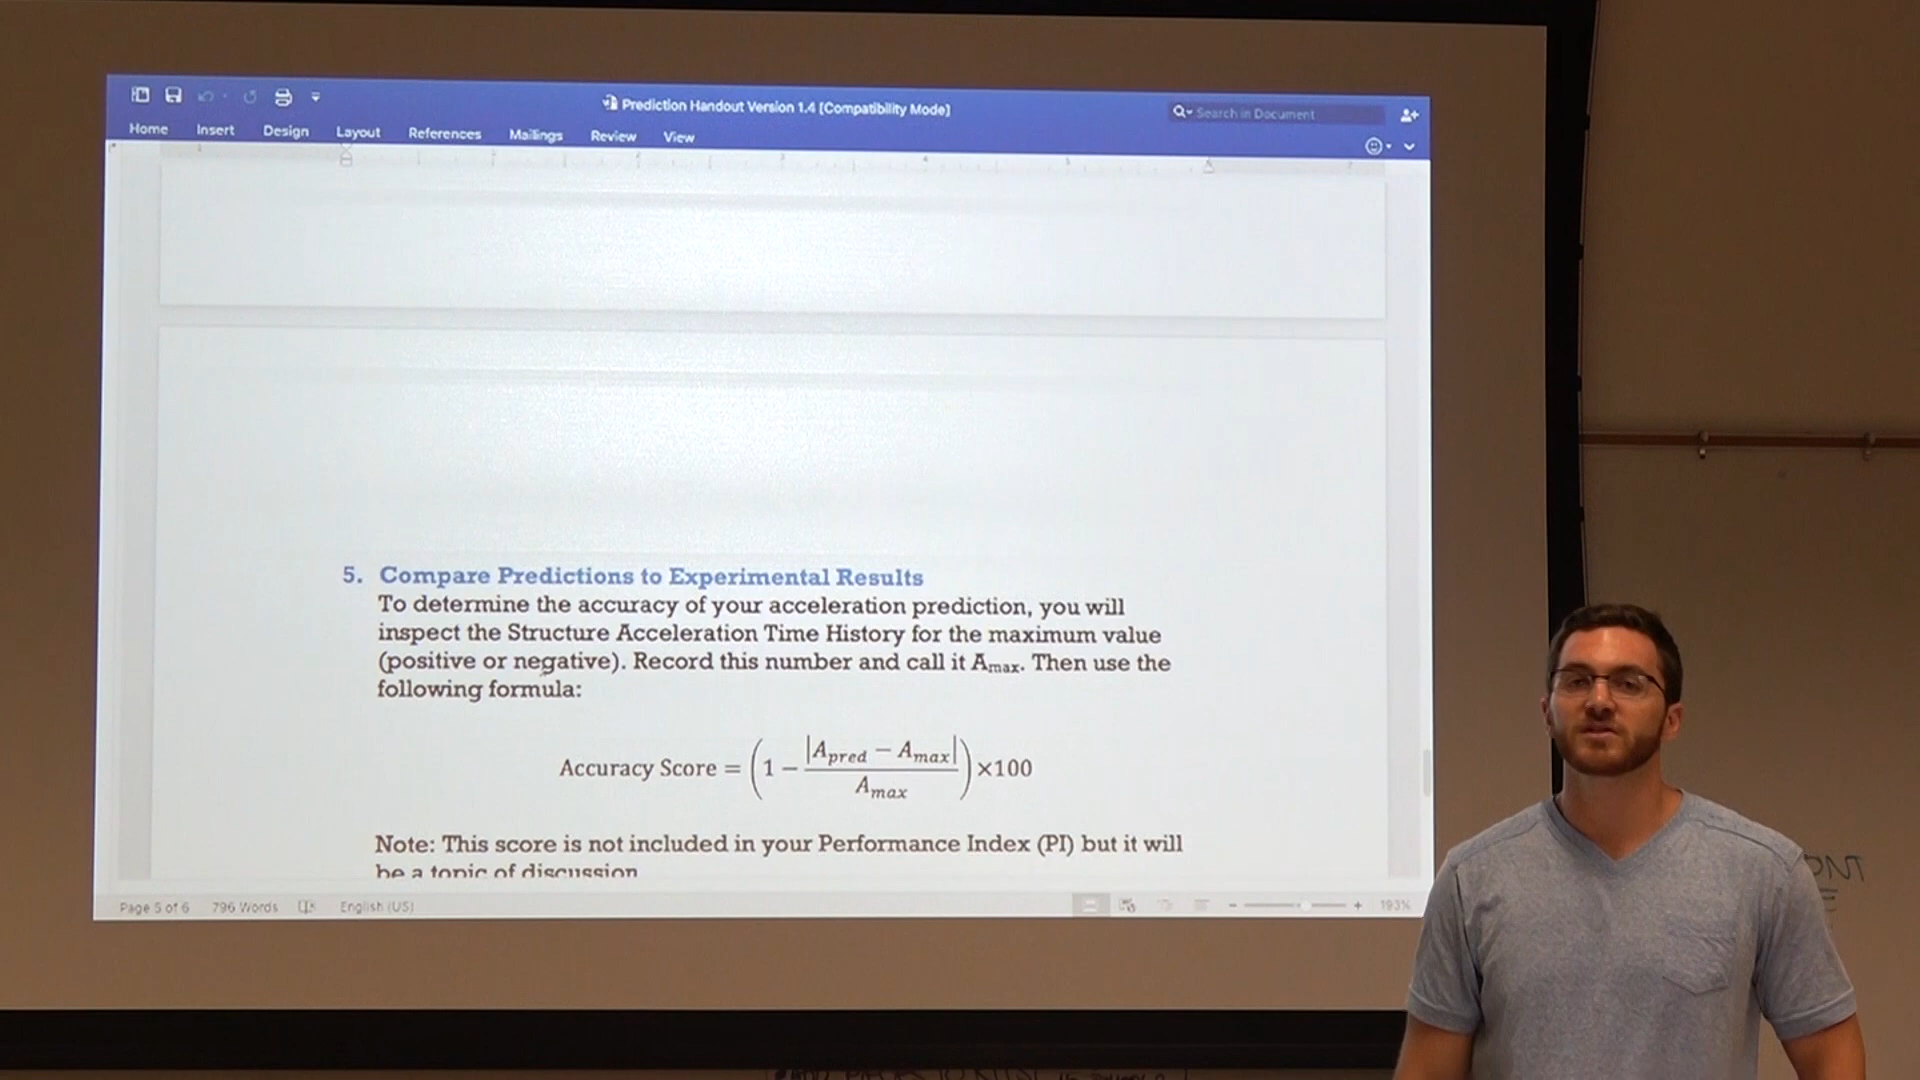 Prediction Handout Version 1.4 [Compatibility Mode]
Search in Document
Home Insert Design Layout References Mailings Review View
5. Compare Predictions to Experimental Results
To determine the accuracy of your acceleration prediction, you will
inspect the Structure Acceleration Time History for the maximum value
(positive or negative). Record this number and call it Amax. Then use the
following formula:
Accuracy Score = (1 − |Apred − Amax| / Amax) ×100
Note: This score is not included in your Performance Index (PI) but it will
be a topic of discussion
Page 5 of 6 796 Words English (US) 193%